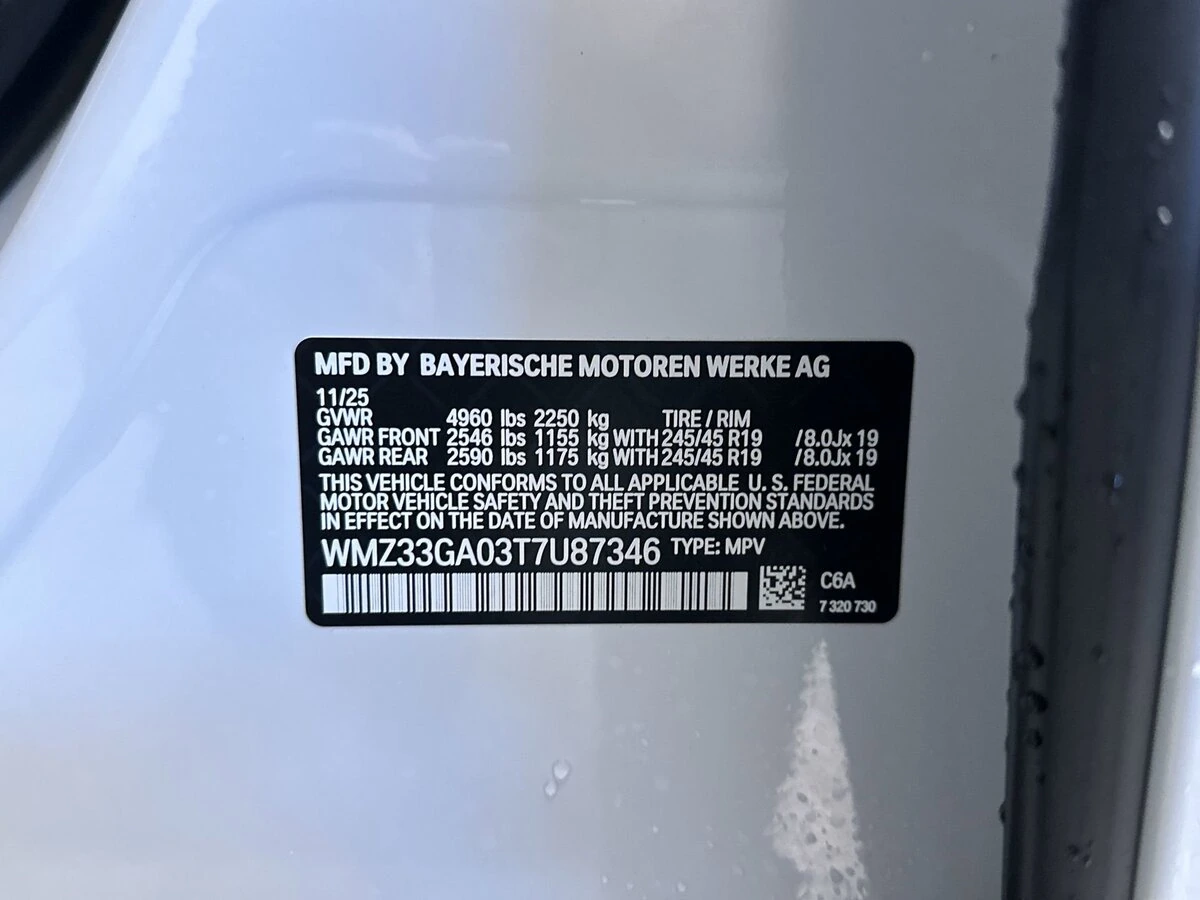 MFD BY BAYERISCHE MOTOREN WERKE AG
11/25
GVWR 4960 lbs 2250 kg TIRE / RIM
GAWR FRONT 2546 lbs 1155 kg WITH 245/45 R19 /8.0Jx 19
GAWR REAR 2590 lbs 1175 kg WITH 245/45 R19 /8.0Jx 19
THIS VEHICLE CONFORMS TO ALL APPLICABLE U. S. FEDERAL
MOTOR VEHICLE SAFETY AND THEFT PREVENTION STANDARDS
IN EFFECT ON THE DATE OF MANUFACTURE SHOWN ABOVE.
WMZ33GA03T7U87346 TYPE: MPV
C6A
7 320 730